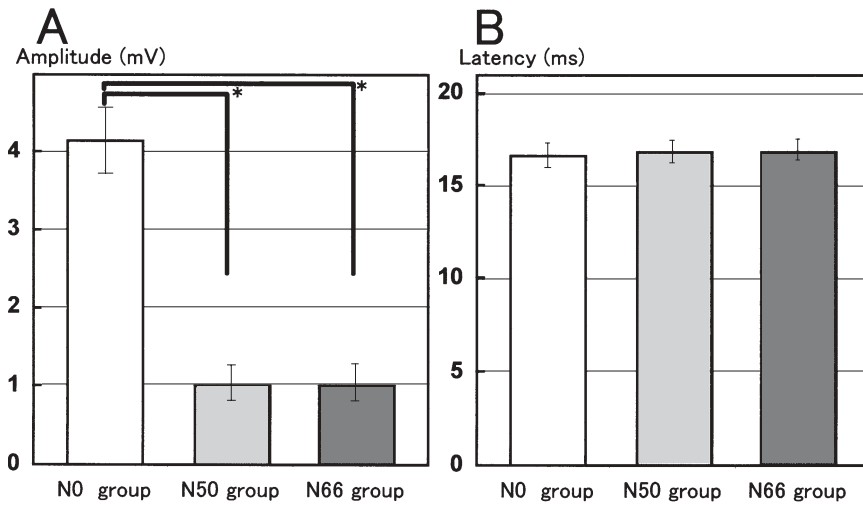 A
Amplitude (mV)
4
3
2
1
0
*
*
N0 group
N50 group
N66 group
B
Latency (ms)
20
15
10
5
0
N0 group
N50 group
N66 group